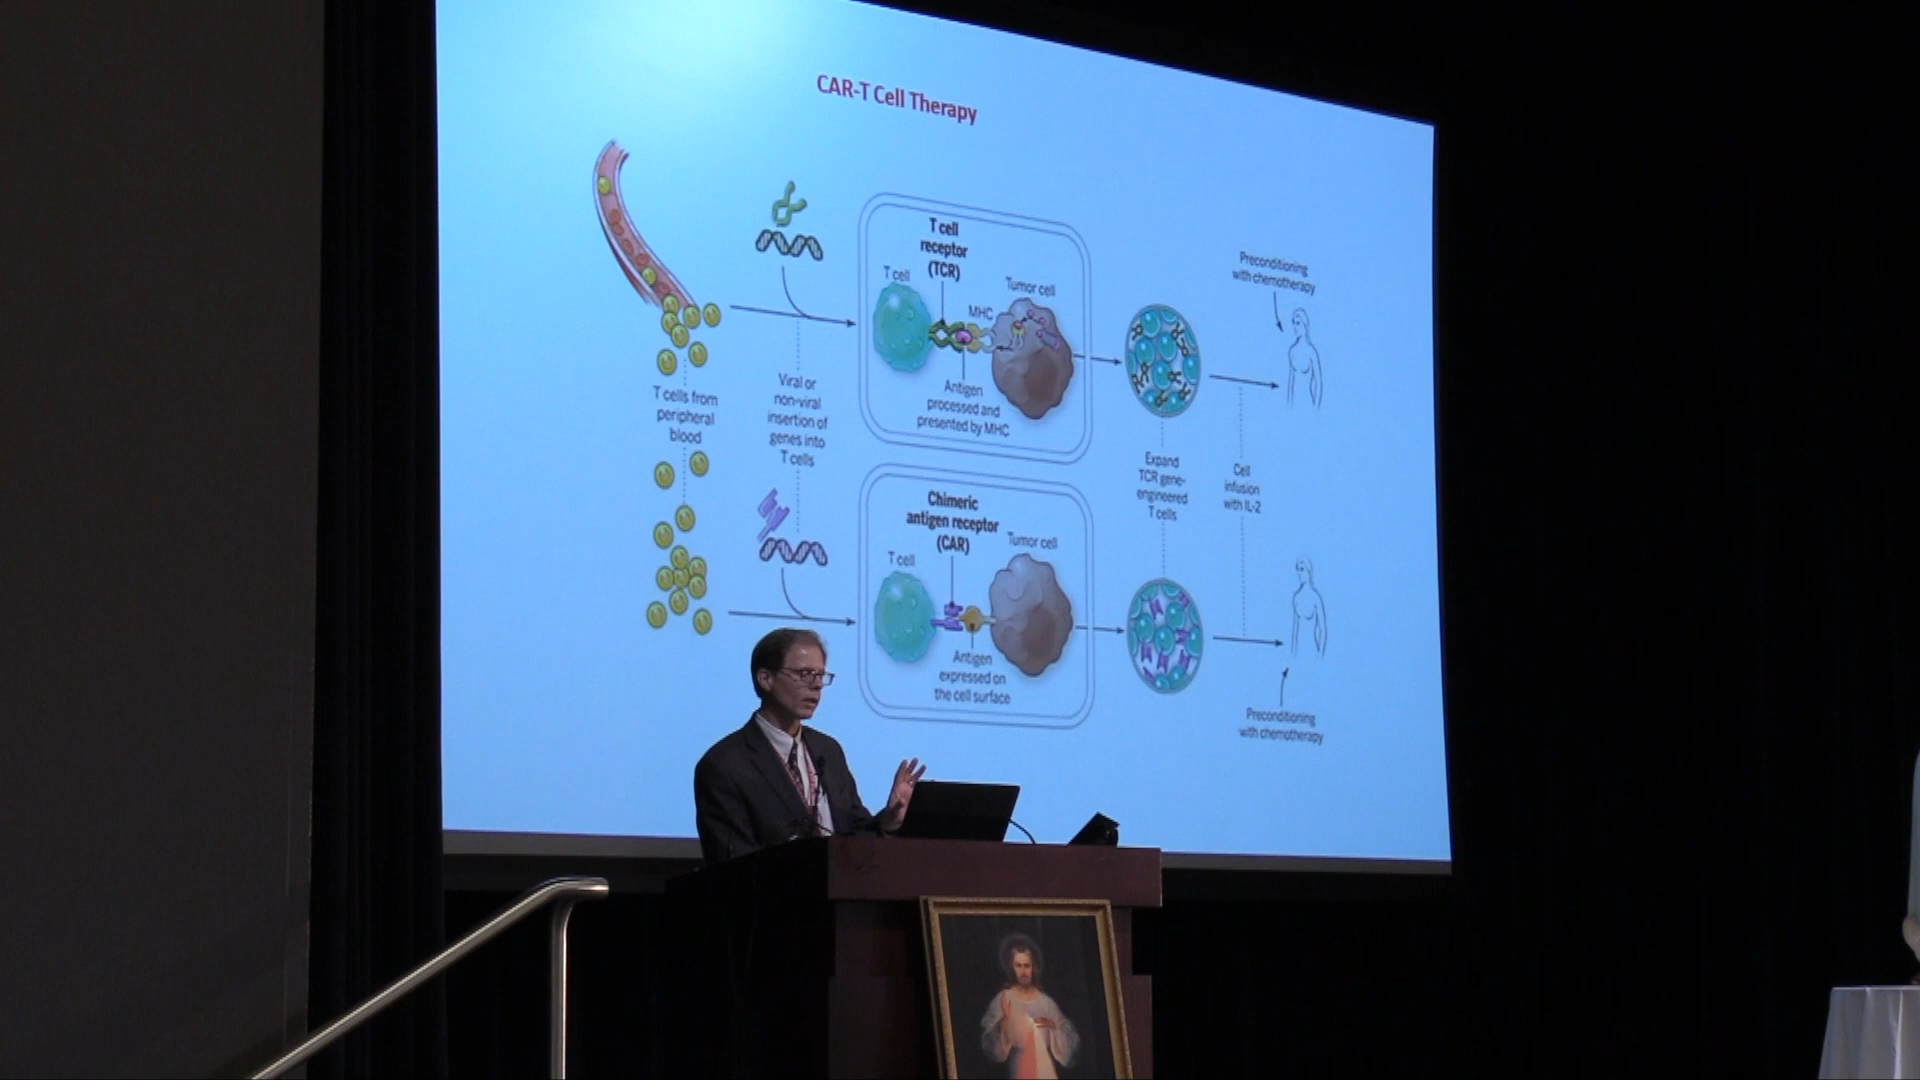 CAR-T Cell Therapy
T cells from
peripheral
blood
Viral or
non-viral
insertion of
genes into
T cells
T cell
receptor
(TCR)
T cell
Tumor cell
MHC
Antigen
processed and
presented by MHC
Chimeric
antigen receptor
(CAR)
T cell
Tumor cell
Antigen
expressed on
the cell surface
Expand
TCR gene-
engineered
T cells
Cell
infusion
with IL-2
Preconditioning
with chemotherapy
Preconditioning
with chemotherapy